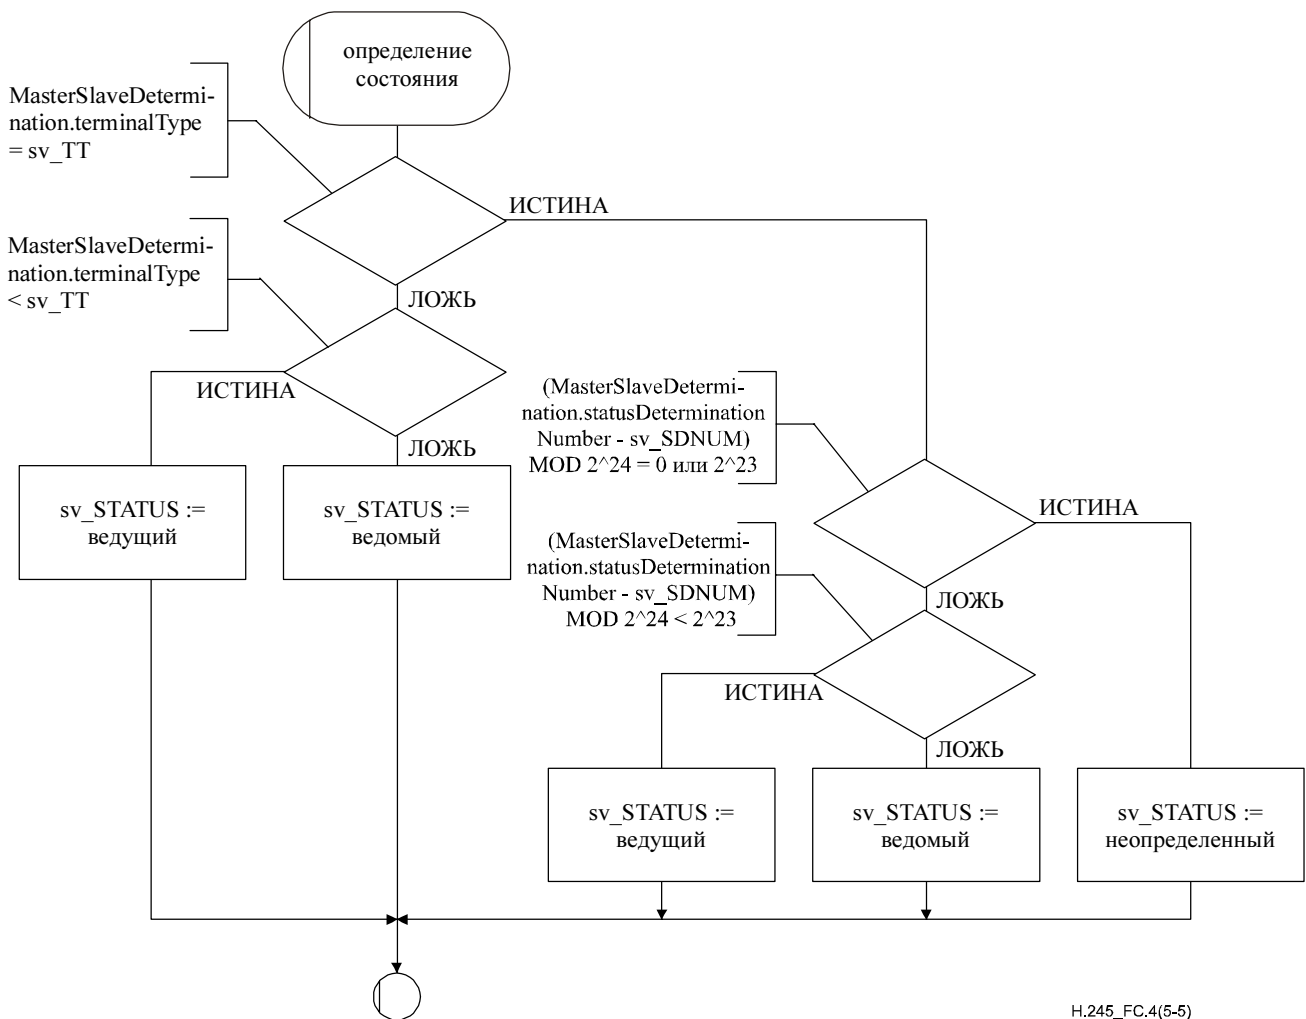 определение
состояния
MasterSlaveDetermi-
nation.terminalType
= sv_TT
ИСТИНА
MasterSlaveDetermi-
nation.terminalType
< sv_TT
ЛОЖЬ
ИСТИНА
ЛОЖЬ
(MasterSlaveDetermi-
nation.statusDetermination
Number - sv_SDNUM)
MOD 2^24 = 0 или 2^23
sv_STATUS :=
ведущий
sv_STATUS :=
ведомый
ИСТИНА
(MasterSlaveDetermi-
nation.statusDetermination
Number - sv_SDNUM)
MOD 2^24 < 2^23
ЛОЖЬ
ИСТИНА
ЛОЖЬ
sv_STATUS :=
ведущий
sv_STATUS :=
ведомый
sv_STATUS :=
неопределенный
H.245_FC.4(5-5)